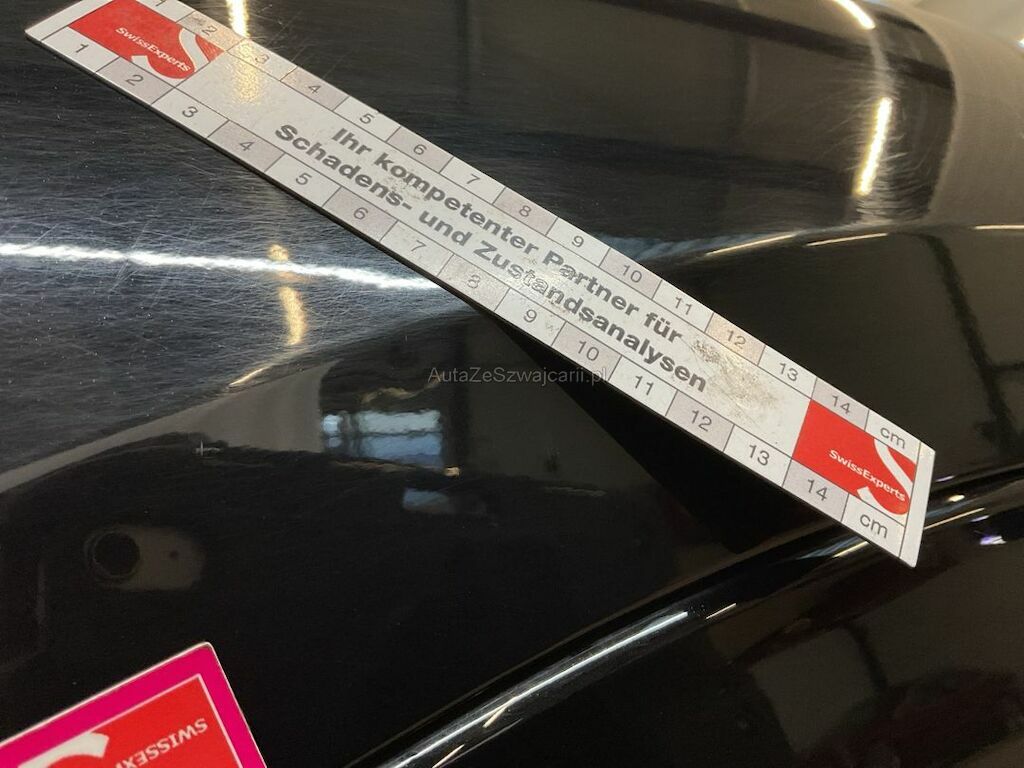 1 2 3 4 5 6 7 8 9 10 11 12 13 14 cm
SwissExperts
Ihr kompetenter Partner für
Schadens- und Zustandsanalysen
SwissExperts
1 2 3 4 5 6 7 8 9 10 11 12 13 14 cm
AutaZeSzwajcarii.pl